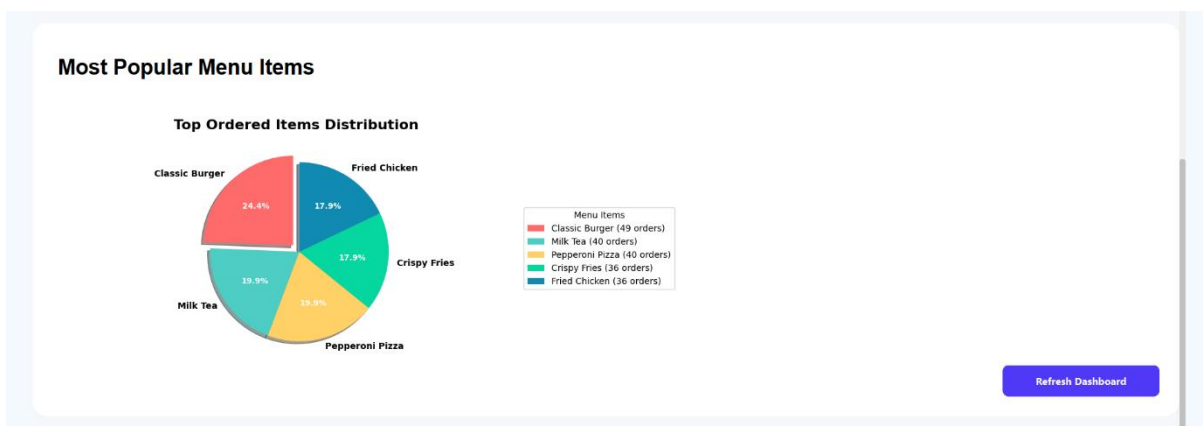 Most Popular Menu Items
Top Ordered Items Distribution
Classic Burger
Fried Chicken
24.4%
17.9%
17.9%
Crispy Fries
19.9%
19.9%
Milk Tea
Pepperoni Pizza
Menu Items
Classic Burger (49 orders)
Milk Tea (40 orders)
Pepperoni Pizza (40 orders)
Crispy Fries (36 orders)
Fried Chicken (36 orders)
Refresh Dashboard